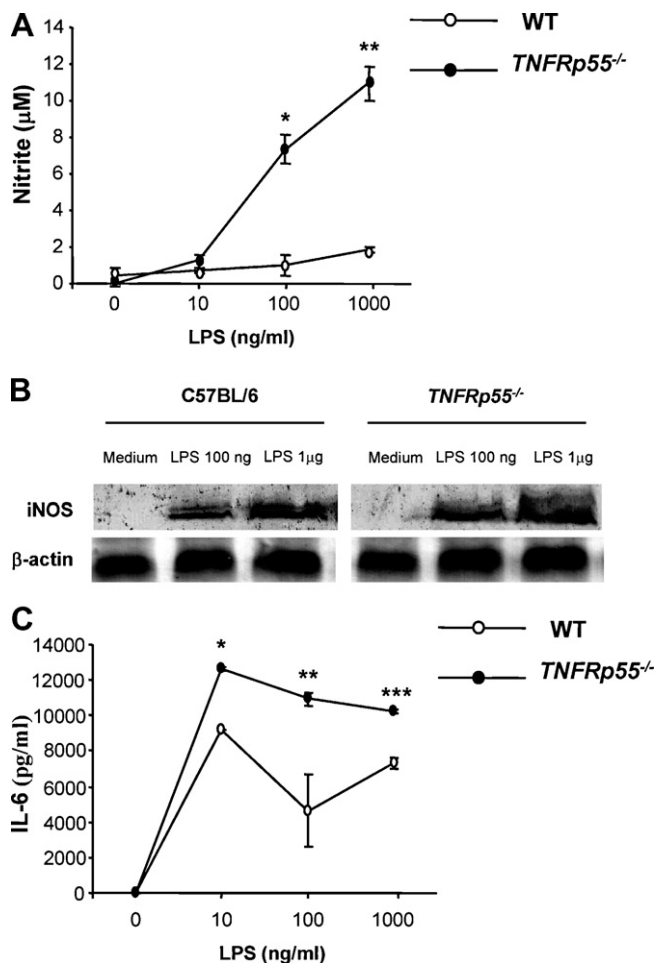 A
Nitrite (μM)
14
12
10
8
6
4
2
0
*
**
WT
TNFRp55-/-
0 10 100 1000
LPS (ng/ml)
B
C57BL/6 TNFRp55-/-
Medium LPS 100 ng LPS 1μg Medium LPS 100 ng LPS 1μg
iNOS
β-actin
C
IL-6 (pg/ml)
14000
12000
10000
8000
6000
4000
2000
0
*
**
***
WT
TNFRp55-/-
0 10 100 1000
LPS (ng/ml)